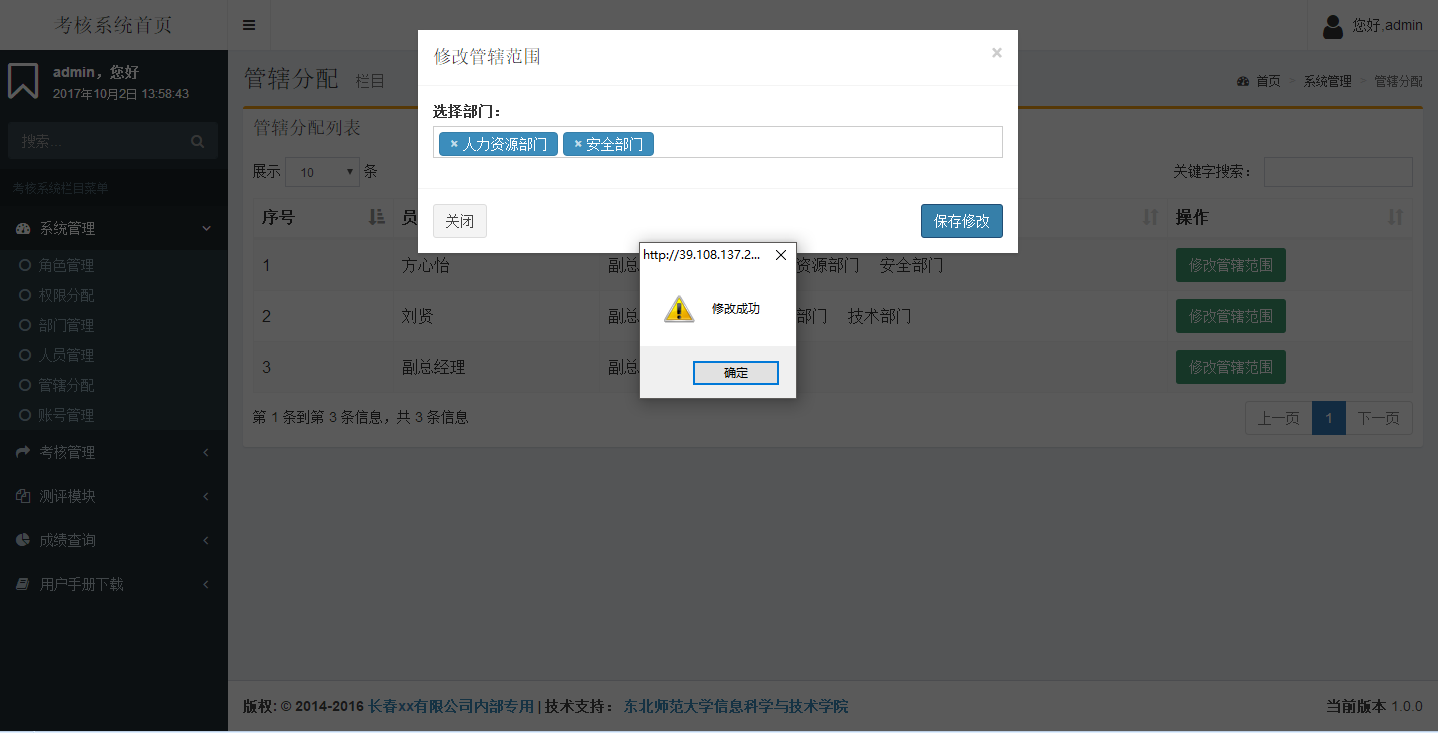 考核系统首页
您好,admin
admin，您好
2017年10月2日 13:58:43
搜索...
考核系统栏目菜单
系统管理
角色管理
权限分配
部门管理
人员管理
管辖分配
账号管理
考核管理
测评模块
成绩查询
用户手册下载
管辖分配 栏目
首页 > 系统管理 > 管辖分配
管辖分配列表
展示 10 条
关键字搜索：
修改管辖范围 ×
选择部门：
× 人力资源部门 × 安全部门
关闭 保存修改
序号 员 操作
1 方心怡 副总 资源部门 安全部门 修改管辖范围
2 刘贤 副总 部门 技术部门 修改管辖范围
3 副总经理 副总 修改管辖范围
http://39.108.137.2...
修改成功
确定
第 1 条到第 3 条信息，共 3 条信息
上一页 1 下一页
版权: © 2014-2016 长春xx有限公司内部专用 | 技术支持： 东北师范大学信息科学与技术学院
当前版本 1.0.0